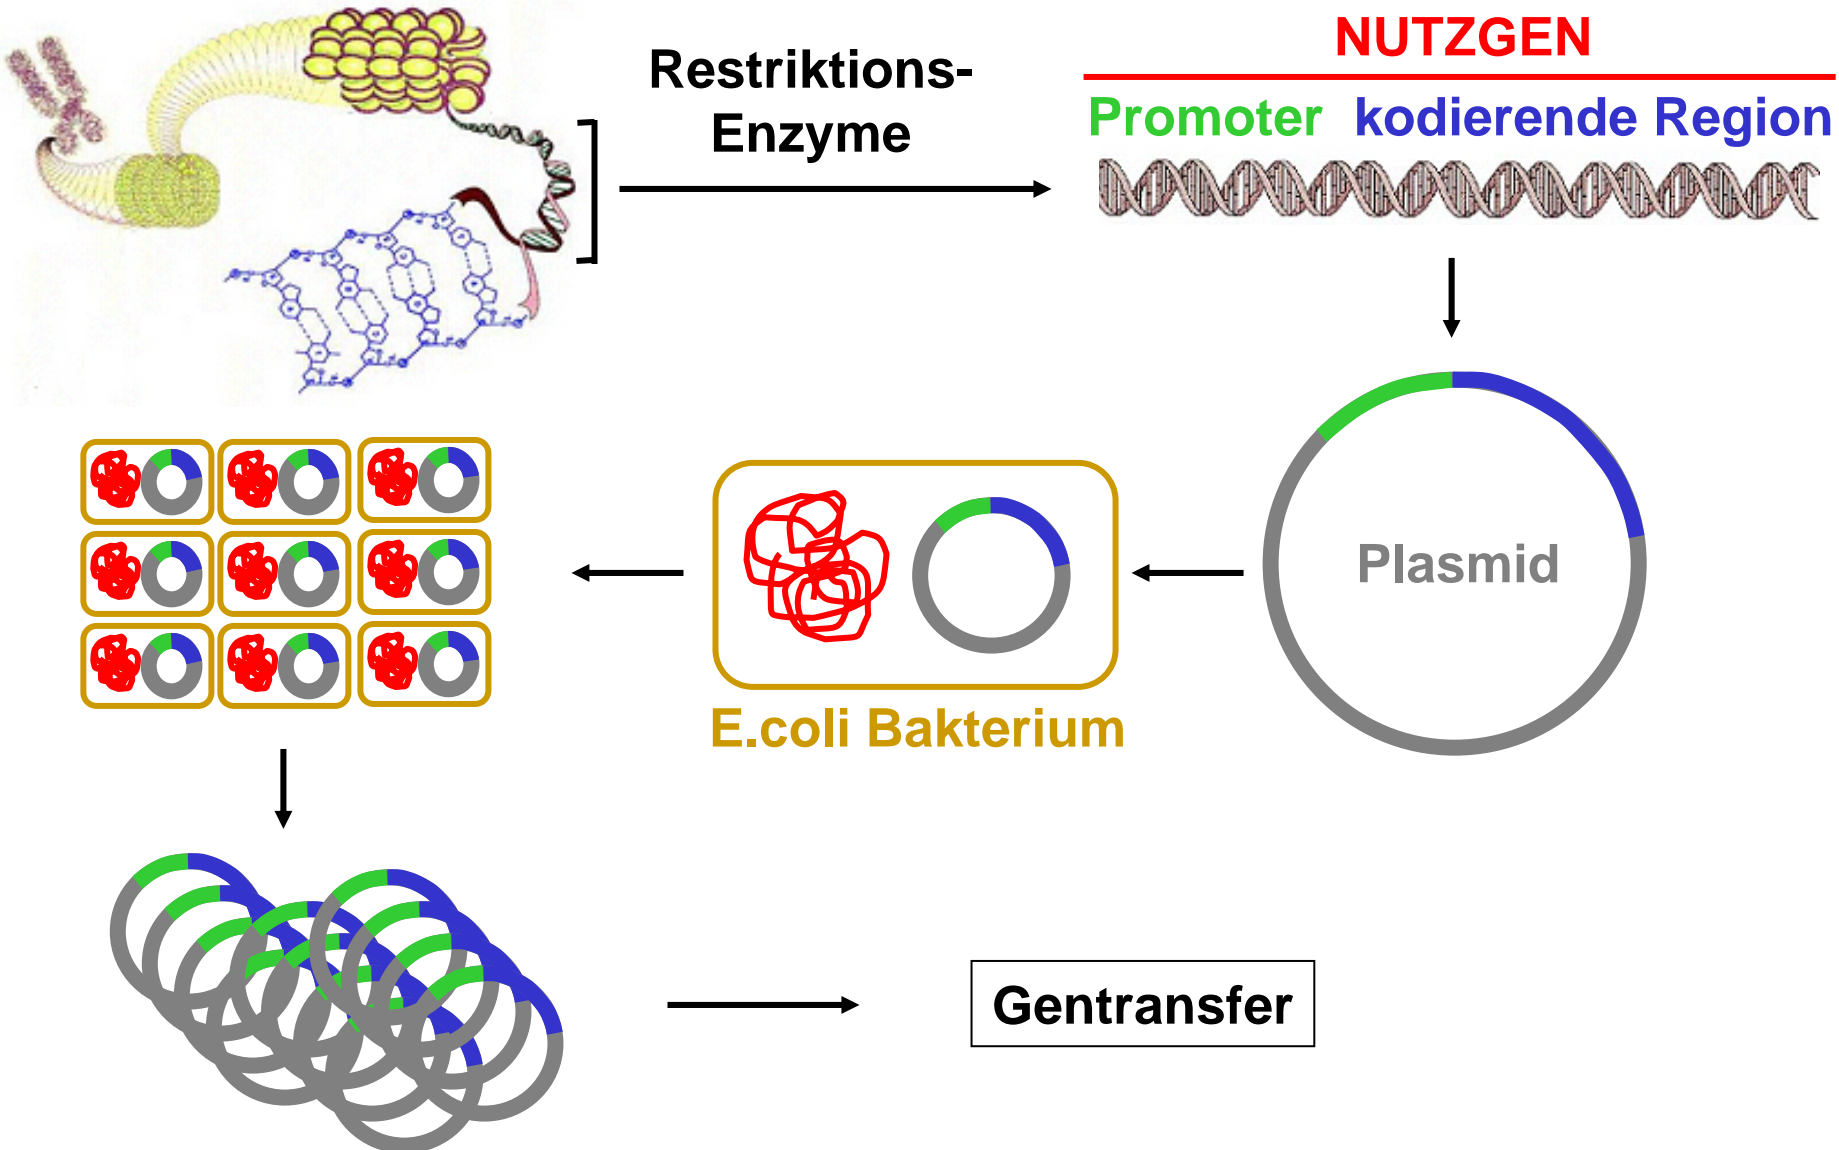 Restriktions-
Enzyme
NUTZGEN
Promoter kodierende Region
Plasmid
E.coli Bakterium
Gentransfer